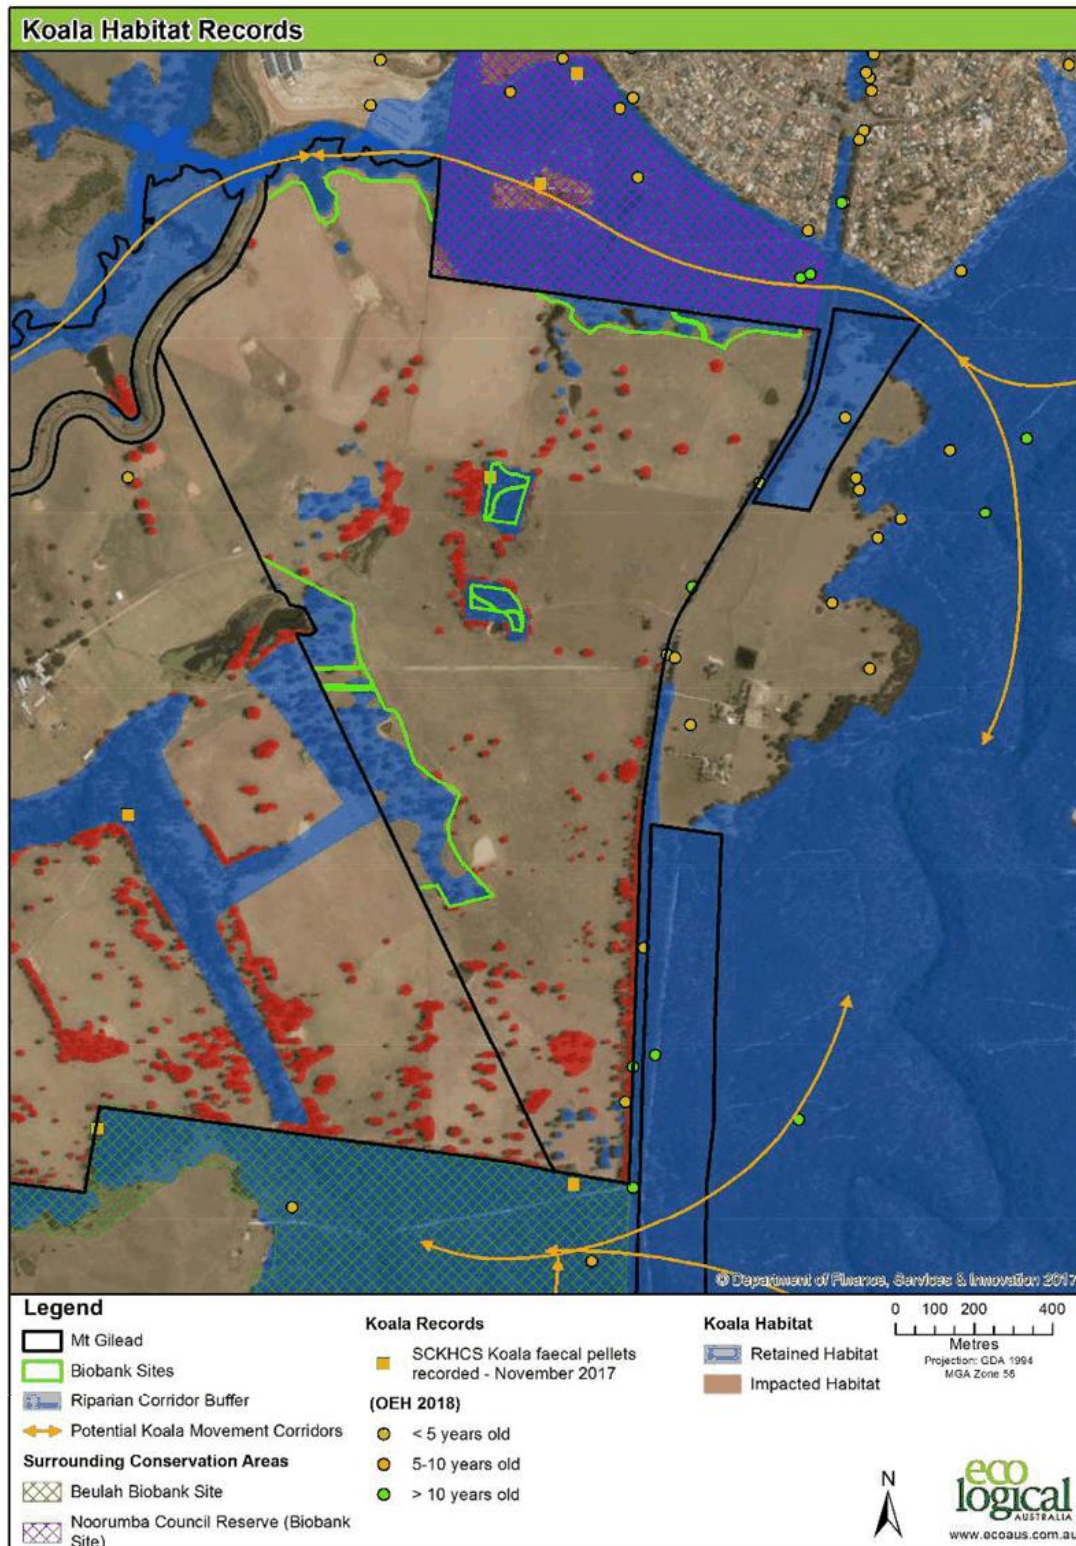 Koala Habitat Records
© Department of Finance, Services & Innovation 2017
Legend
Mt Gilead
Biobank Sites
Riparian Corridor Buffer
Potential Koala Movement Corridors
Surrounding Conservation Areas
Beulah Biobank Site
Noorumba Council Reserve (Biobank
Site)
Koala Records
SCKHCS Koala faecal pellets
recorded - November 2017
(OEH 2018)
< 5 years old
5-10 years old
> 10 years old
Koala Habitat
Retained Habitat
Impacted Habitat
0 100 200 400
Metres
Projection: GDA 1994
MGA Zone 56
N
eco
logical
AUSTRALIA
www.ecoaus.com.au